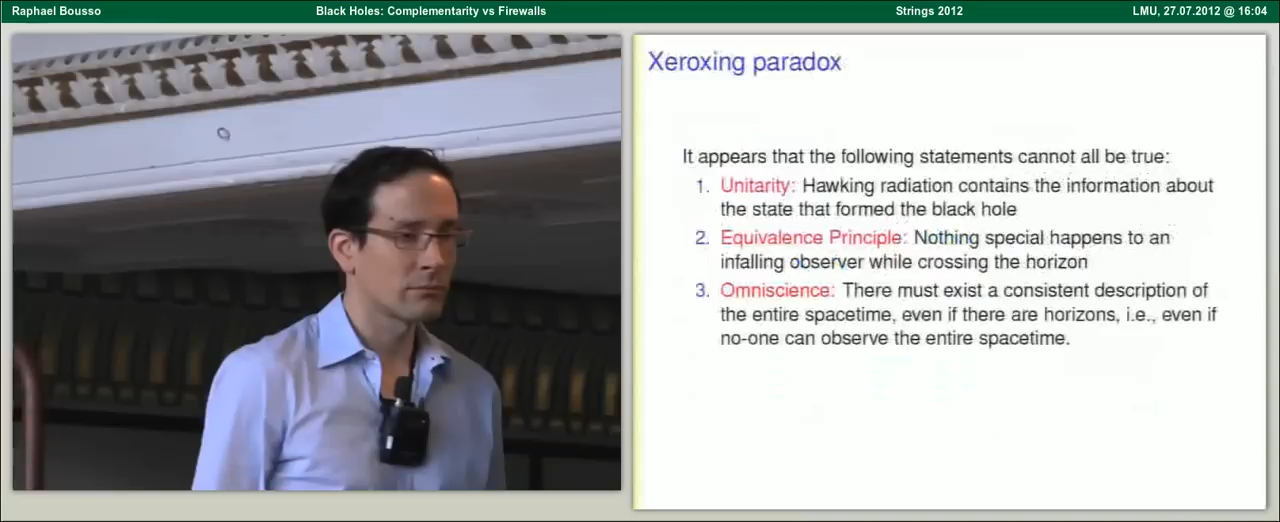 Raphael Bousso
Black Holes: Complementarity vs Firewalls
Strings 2012
LMU, 27.07.2012 @ 16:04
Xeroxing paradox
It appears that the following statements cannot all be true:
1. Unitarity: Hawking radiation contains the information about
the state that formed the black hole
2. Equivalence Principle: Nothing special happens to an
infalling observer while crossing the horizon
3. Omniscience: There must exist a consistent description of
the entire spacetime, even if there are horizons, i.e., even if
no-one can observe the entire spacetime.